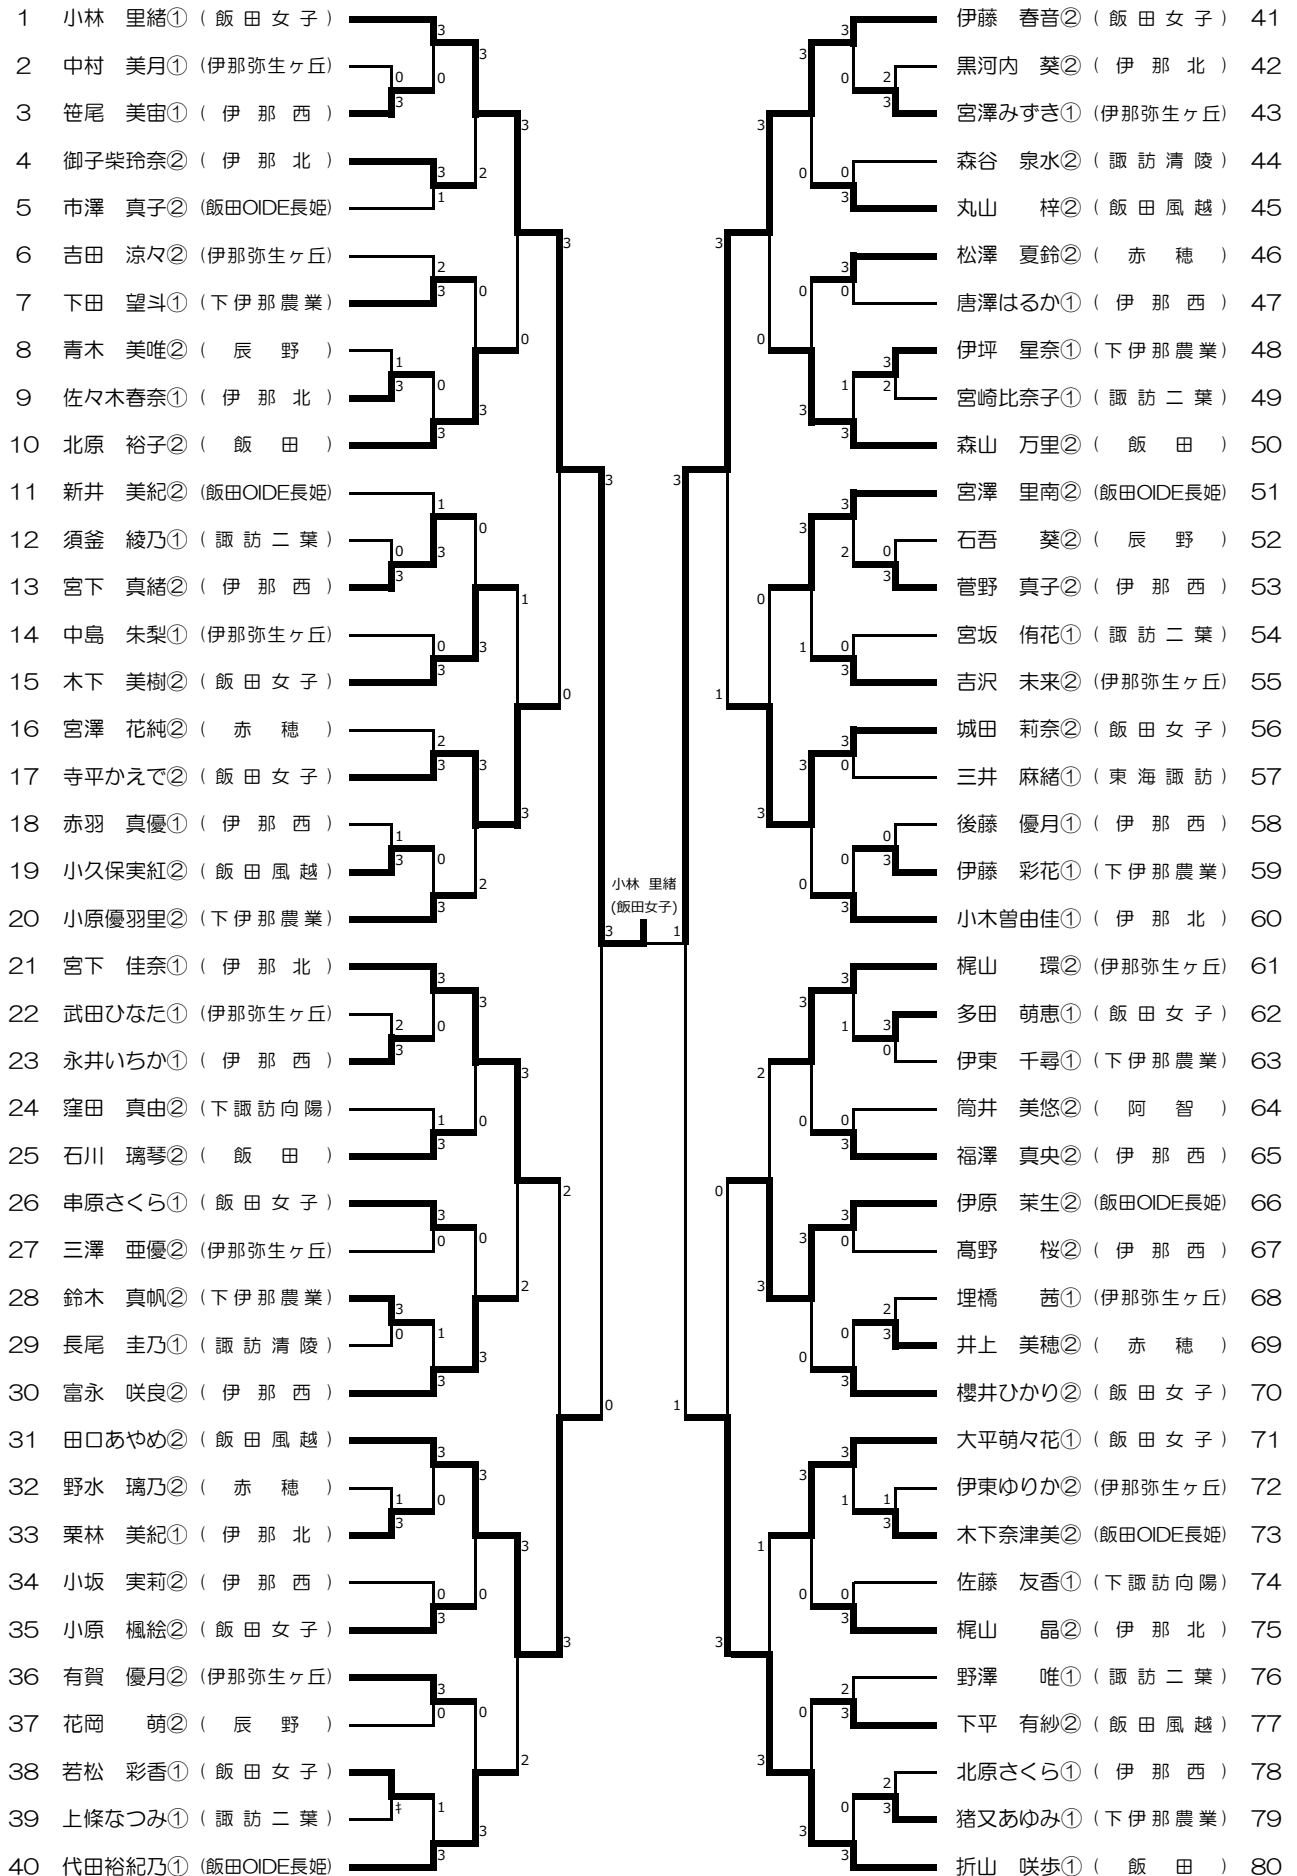 1 小林 里緒① ( 飯 田 女 子 )
2 中村 美月① (伊那弥生ヶ丘)
3 笹尾 美宙① ( 伊 那 西 )
4 御子柴玲奈② ( 伊 那 北 )
5 市澤 真子② (飯田OIDE長姫)
6 吉田 涼々② (伊那弥生ヶ丘)
7 下田 望斗① (下伊那農業)
8 青木 美唯② ( 辰 野 )
9 佐々木春奈① ( 伊 那 北 )
10 北原 裕子② ( 飯 田 )
11 新井 美紀② (飯田OIDE長姫)
12 須釜 綾乃① ( 諏 訪 二 葉 )
13 宮下 真緒② ( 伊 那 西 )
14 中島 朱梨① (伊那弥生ヶ丘)
15 木下 美樹② ( 飯 田 女 子 )
16 宮澤 花純② ( 赤 穂 )
17 寺平かえで② ( 飯 田 女 子 )
18 赤羽 真優① ( 伊 那 西 )
19 小久保実紅② ( 飯 田 風 越 )
20 小原優羽里② (下伊那農業)
21 宮下 佳奈① ( 伊 那 北 )
22 武田ひなた① (伊那弥生ヶ丘)
23 永井いちか① ( 伊 那 西 )
24 窪田 真由② (下諏訪向陽)
25 石川 璃琴② ( 飯 田 )
26 串原さくら① ( 飯 田 女 子 )
27 三澤 亜優② (伊那弥生ヶ丘)
28 鈴木 真帆② (下伊那農業)
29 長尾 圭乃① ( 諏 訪 清 陵 )
30 富永 咲良② ( 伊 那 西 )
31 田口あやめ② ( 飯 田 風 越 )
32 野水 璃乃② ( 赤 穂 )
33 栗林 美紀① ( 伊 那 北 )
34 小坂 実莉② ( 伊 那 西 )
35 小原 楓絵② ( 飯 田 女 子 )
36 有賀 優月② (伊那弥生ヶ丘)
37 花岡 萌② ( 辰 野 )
38 若松 彩香① ( 飯 田 女 子 )
39 上條なつみ① ( 諏 訪 二 葉 )
40 代田裕紀乃① (飯田OIDE長姫)
小林 里緒
(飯田女子)
3 1
伊藤 春音② ( 飯 田 女 子 ) 41
黒河内 葵② ( 伊 那 北 ) 42
宮澤みずき① (伊那弥生ヶ丘) 43
森谷 泉水② ( 諏 訪 清 陵 ) 44
丸山 梓② ( 飯 田 風 越 ) 45
松澤 夏鈴② ( 赤 穂 ) 46
唐澤はるか① ( 伊 那 西 ) 47
伊坪 星奈① (下伊那農業) 48
宮崎比奈子① ( 諏 訪 二 葉 ) 49
森山 万里② ( 飯 田 ) 50
宮澤 里南② (飯田OIDE長姫) 51
石吾 葵② ( 辰 野 ) 52
菅野 真子② ( 伊 那 西 ) 53
宮坂 侑花① ( 諏 訪 二 葉 ) 54
吉沢 未来② (伊那弥生ヶ丘) 55
城田 莉奈② ( 飯 田 女 子 ) 56
三井 麻緒① ( 東 海 諏 訪 ) 57
後藤 優月① ( 伊 那 西 ) 58
伊藤 彩花① (下伊那農業) 59
小木曽由佳① ( 伊 那 北 ) 60
梶山 環② (伊那弥生ヶ丘) 61
多田 萌恵① ( 飯 田 女 子 ) 62
伊東 千尋① (下伊那農業) 63
筒井 美悠② ( 阿 智 ) 64
福澤 真央② ( 伊 那 西 ) 65
伊原 茉生② (飯田OIDE長姫) 66
髙野 桜② ( 伊 那 西 ) 67
埋橋 茜① (伊那弥生ヶ丘) 68
井上 美穂② ( 赤 穂 ) 69
櫻井ひかり② ( 飯 田 女 子 ) 70
大平萌々花① ( 飯 田 女 子 ) 71
伊東ゆりか② (伊那弥生ヶ丘) 72
木下奈津美② (飯田OIDE長姫) 73
佐藤 友香① (下諏訪向陽) 74
梶山 晶② ( 伊 那 北 ) 75
野澤 唯① ( 諏 訪 二 葉 ) 76
下平 有紗② ( 飯 田 風 越 ) 77
北原さくら① ( 伊 那 西 ) 78
猪又あゆみ① (下伊那農業) 79
折山 咲歩① ( 飯 田 ) 80